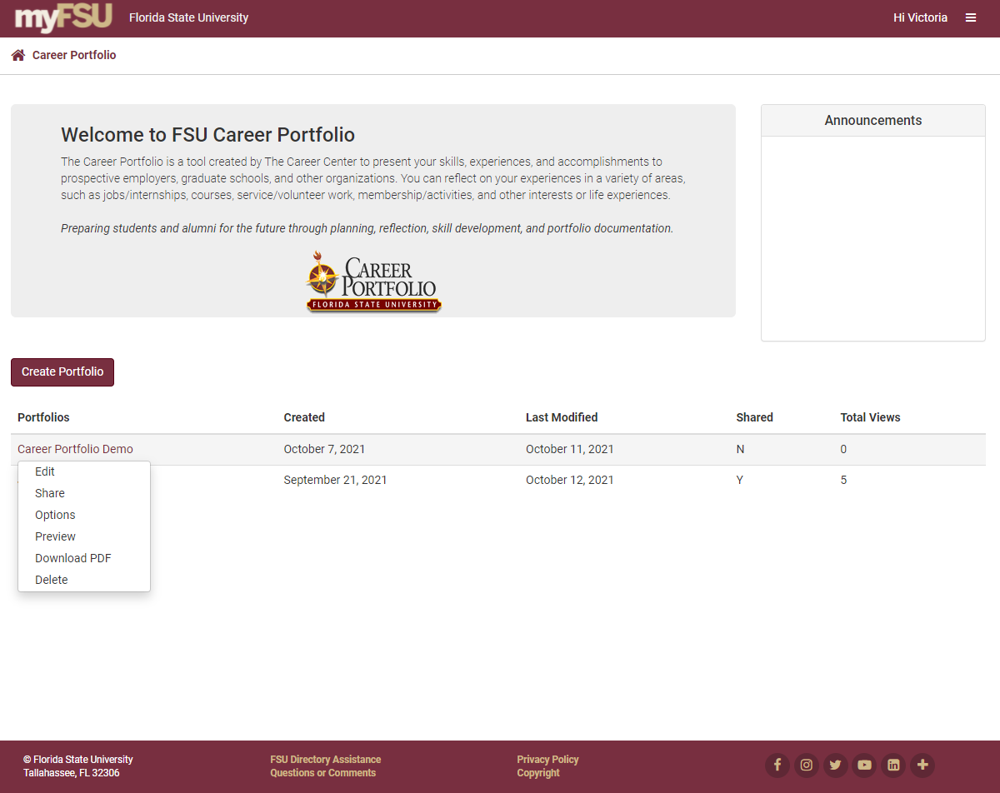 myFSU Florida State University Hi Victoria
Career Portfolio
Welcome to FSU Career Portfolio
The Career Portfolio is a tool created by The Career Center to present your skills, experiences, and accomplishments to
prospective employers, graduate schools, and other organizations. You can reflect on your experiences in a variety of areas,
such as jobs/internships, courses, service/volunteer work, membership/activities, and other interests or life experiences.
Preparing students and alumni for the future through planning, reflection, skill development, and portfolio documentation.
CAREER
PORTFOLIO
FLORIDA STATE UNIVERSITY
Announcements
Create Portfolio
Portfolios Created Last Modified Shared Total Views
Career Portfolio Demo October 7, 2021 October 11, 2021 N 0
September 21, 2021 October 12, 2021 Y 5
Edit
Share
Options
Preview
Download PDF
Delete
© Florida State University
Tallahassee, FL 32306
FSU Directory Assistance
Questions or Comments
Privacy Policy
Copyright